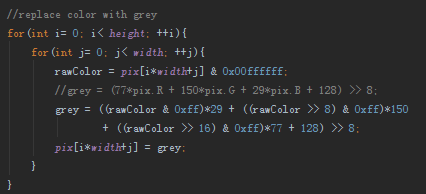 //replace color with grey
for(int i= 0; i< height; ++i){
for(int j= 0; j< width; ++j){
rawColor = pix[i*width+j] & 0x00ffffff;
//grey = (77*pix.R + 150*pix.G + 29*pix.B + 128) >> 8;
grey = ((rawColor & 0xff)*29 + ((rawColor >> 8) & 0xff)*150
+ ((rawColor >> 16) & 0xff)*77 + 128) >> 8;
pix[i*width+j] = grey;
}
}